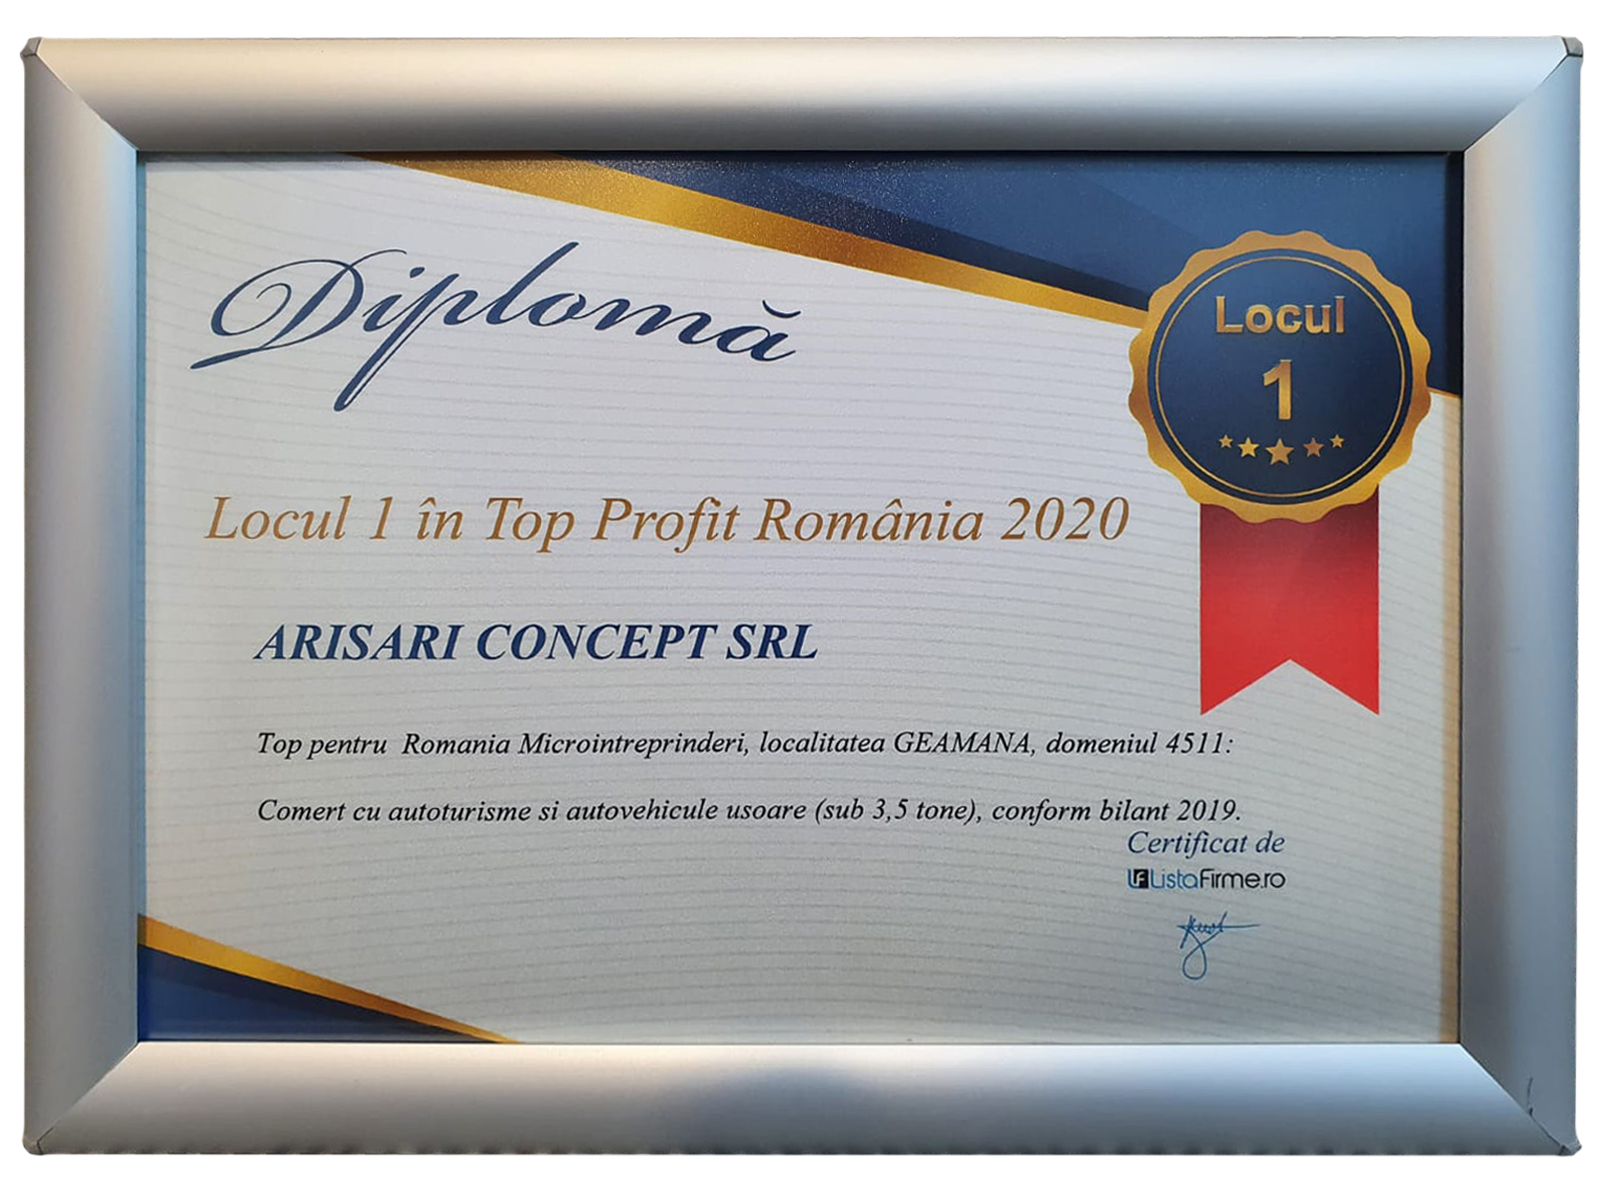 Diplomă
Locul
1
Locul 1 în Top Profit România 2020
ARISARI CONCEPT SRL
Top pentru Romania Microintreprinderi, localitatea GEAMANA, domeniul 4511:
Comert cu autoturisme si autovehicule usoare (sub 3,5 tone), conform bilant 2019.
Certificat de
LF ListaFirme.ro